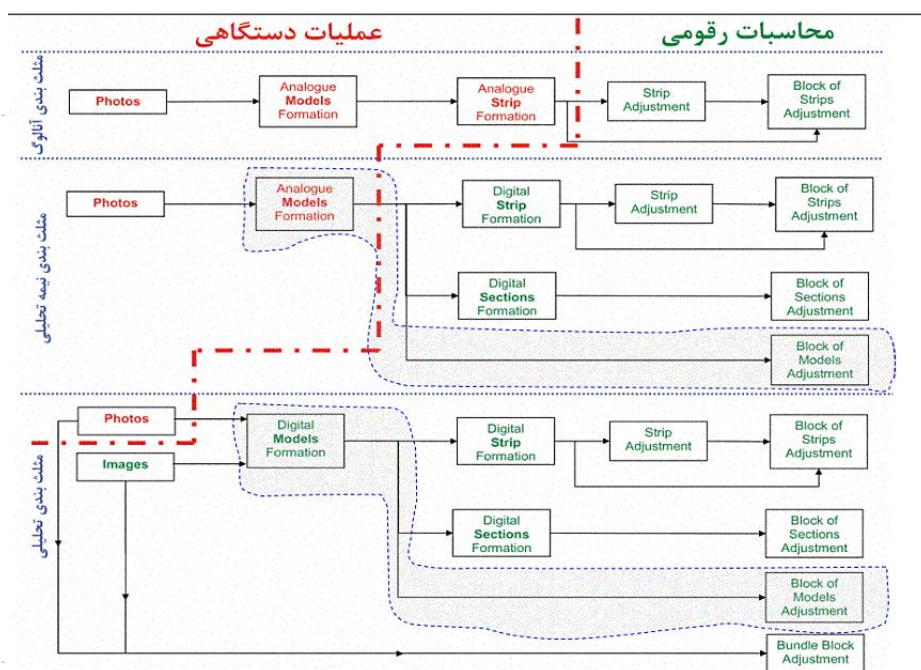 عملیات دستگاهی
محاسبات رقومی
مثلث بندی آنالوگ
Photos
Analogue
Models
Formation
Analogue
Strip
Formation
Strip
Adjustment
Block of
Strips
Adjustment
مثلث بندی نیمه تحلیلی
Photos
Analogue
Models
Formation
Digital
Strip
Formation
Strip
Adjustment
Block of
Strips
Adjustment
Digital
Sections
Formation
Block of
Sections
Adjustment
Block of
Models
Adjustment
مثلث بندی تحلیلی
Photos
Images
Digital
Models
Formation
Digital
Strip
Formation
Strip
Adjustment
Block of
Strips
Adjustment
Digital
Sections
Formation
Block of
Sections
Adjustment
Block of
Models
Adjustment
Bundle Block
Adjustment